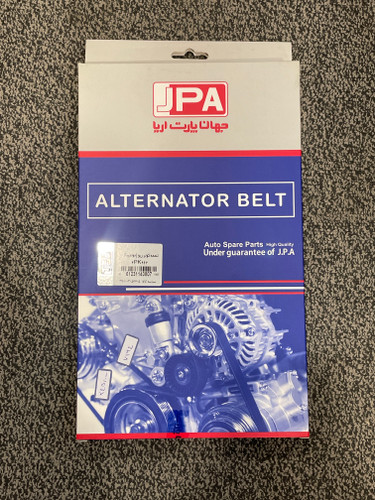 JPA
جهان پارت آریا
ALTERNATOR BELT
Auto Spare Parts High Quality
Under guarantee of J.P.A